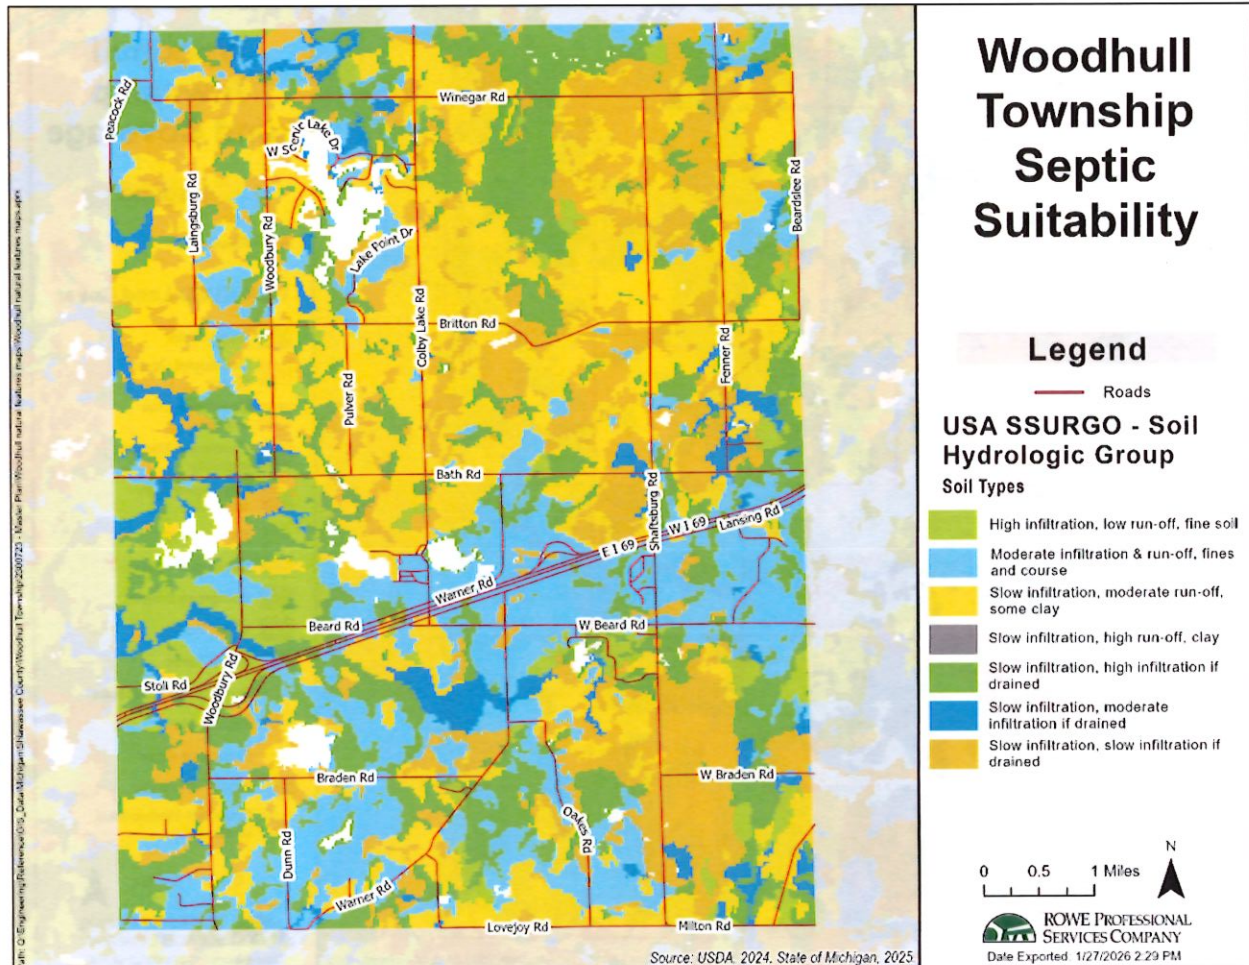 Woodhull
Township
Septic
Suitability
Legend
Roads
USA SSURGO - Soil
Hydrologic Group
Soil Types
High infiltration, low run-off, fine soil
Moderate infiltration & run-off, fines
and course
Slow infiltration, moderate run-off,
some clay
Slow infiltration, high run-off, clay
Slow infiltration, high infiltration if
drained
Slow infiltration, moderate
infiltration if drained
Slow infiltration, slow infiltration if
drained
0 0.5 1 Miles
N
ROWE PROFESSIONAL
SERVICES COMPANY
Date Exported: 1/27/2026 2:29 PM
Source: USDA, 2024, State of Michigan, 2025
Peacock Rd
Winegar Rd
W Scenic Lake Dr
Laingsburg Rd
Woodbury Rd
Lake Point Dr
Beardslee Rd
Colby Lake Rd
Britton Rd
Pulver Rd
Fenner Rd
Bath Rd
Shaftsburg Rd
E I 69
W I 69
Lansing Rd
Warner Rd
Beard Rd
W Beard Rd
Stoll Rd
Woodbury Rd
Braden Rd
W Braden Rd
Dunn Rd
Oakes Rd
Warner Rd
Lovejoy Rd
Milton Rd